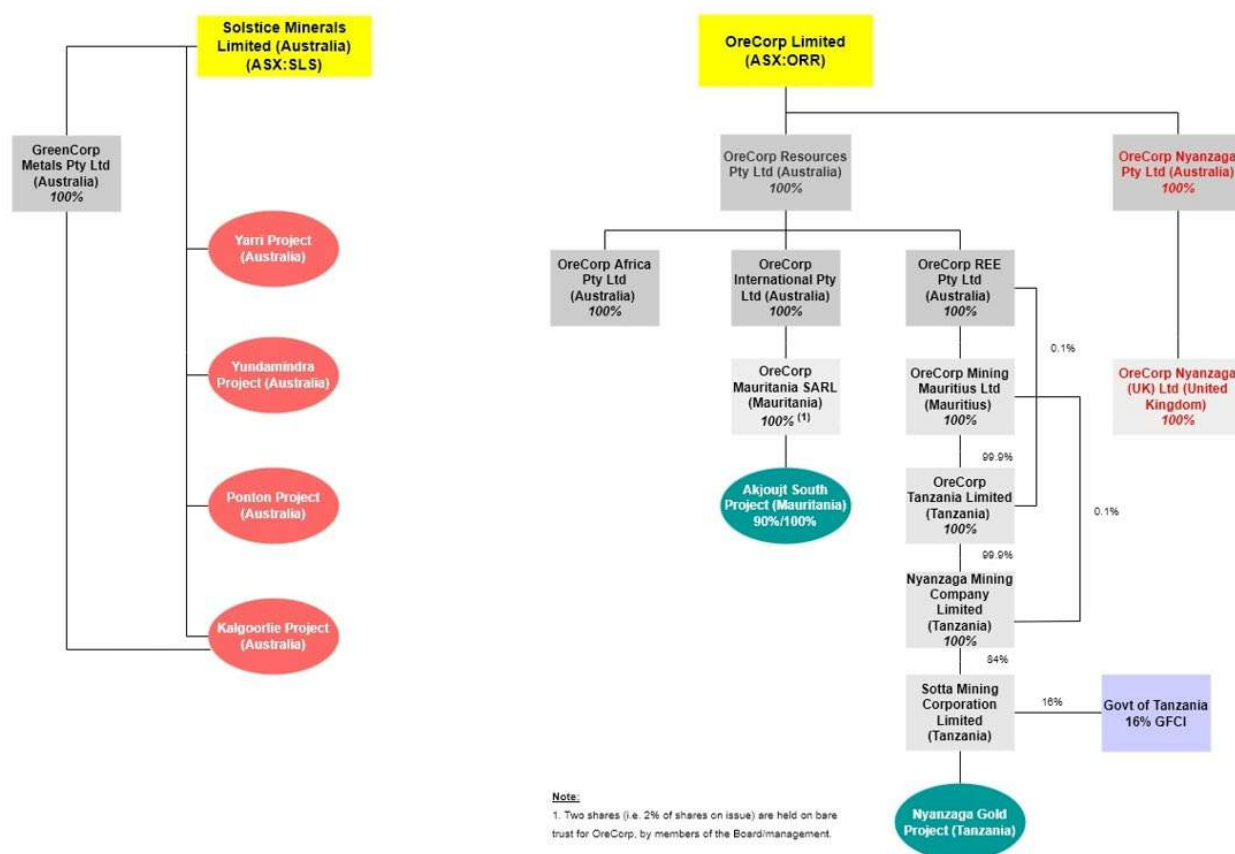 Solstice Minerals
Limited (Australia)
(ASX:SLS)
GreenCorp
Metals Pty Ltd
(Australia)
100%
Yarri Project
(Australia)
Yundamindra
Project (Australia)
Ponton Project
(Australia)
Kalgoorlie Project
(Australia)
OreCorp Limited
(ASX:ORR)
OreCorp Resources
Pty Ltd (Australia)
100%
OreCorp Nyanzaga
Pty Ltd (Australia)
100%
OreCorp Africa
Pty Ltd
(Australia)
100%
OreCorp
International Pty
Ltd (Australia)
100%
OreCorp REE
Pty Ltd
(Australia)
100%
0.1%
OreCorp
Mauritania SARL
(Mauritania)
100% (1)
OreCorp Mining
Mauritius Ltd
(Mauritius)
100%
OreCorp Nyanzaga
(UK) Ltd (United
Kingdom)
100%
99.9%
Akjoujt South
Project (Mauritania)
90%/100%
OreCorp
Tanzania Limited
(Tanzania)
100%
0.1%
99.9%
Nyanzaga Mining
Company
Limited
(Tanzania)
100%
84%
Sotta Mining
Corporation
Limited
(Tanzania)
16%
Govt of Tanzania
16% GFCI
Note:
1. Two shares (i.e. 2% of shares on issue) are held on bare
trust for OreCorp, by members of the Board/management.
Nyanzaga Gold
Project (Tanzania)